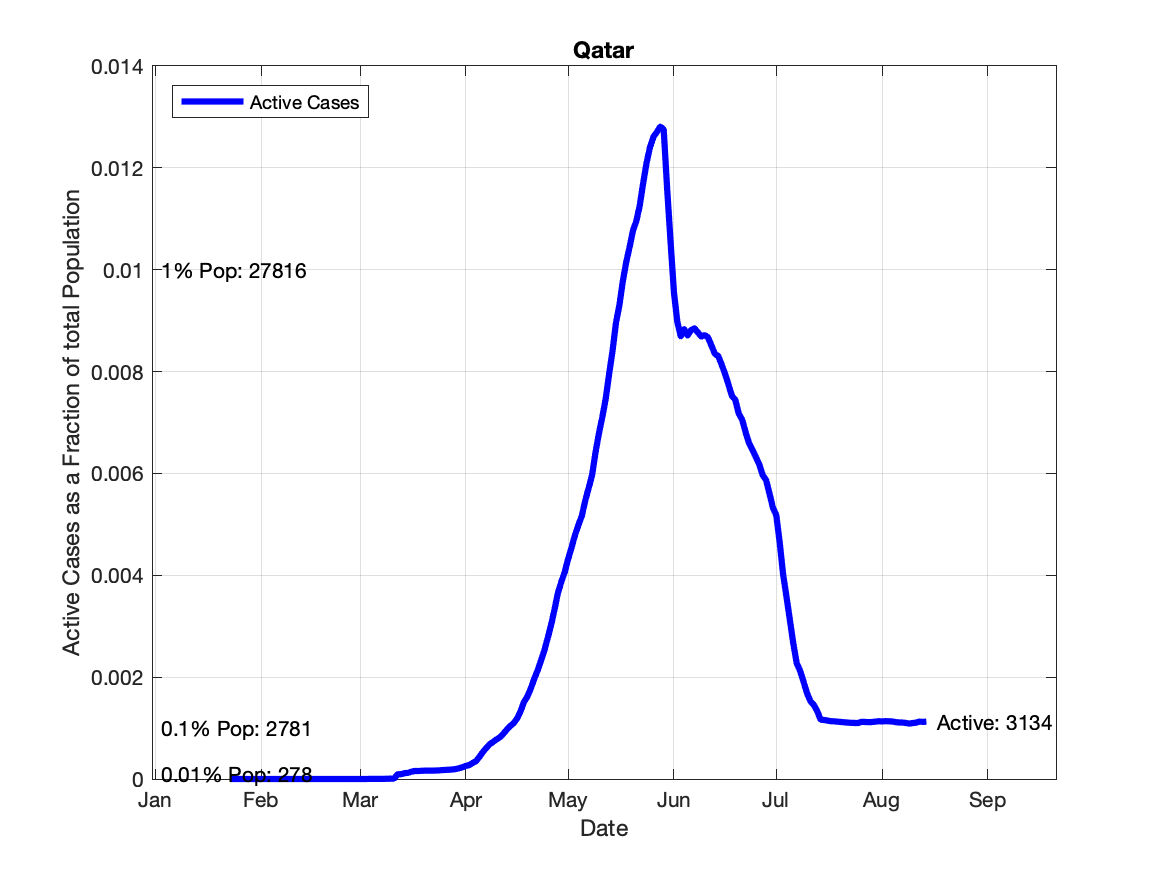 Qatar
Active Cases
Active Cases as a Fraction of total Population
0.014
0.012
0.01
0.008
0.006
0.004
0.002
0
1% Pop: 27816
0.1% Pop: 2781
0.01% Pop: 278
Active: 3134
Jan Feb Mar Apr May Jun Jul Aug Sep
Date